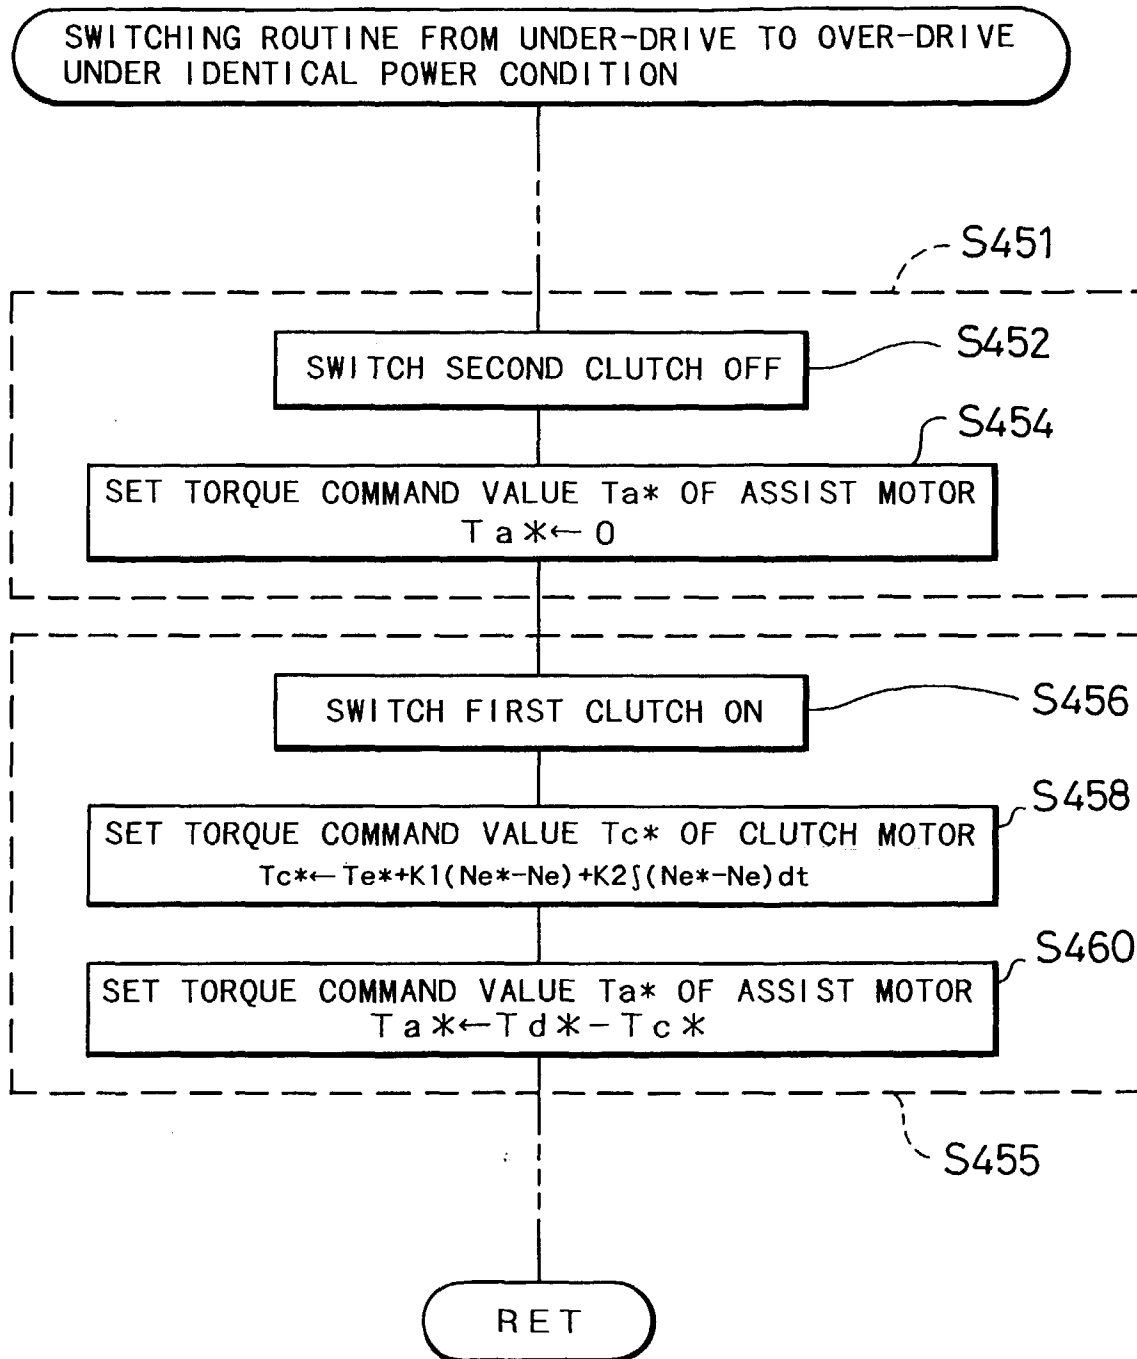 SWITCHING ROUTINE FROM UNDER-DRIVE TO OVER-DRIVE
UNDER IDENTICAL POWER CONDITION
S451
SWITCH SECOND CLUTCH OFF
S452
S454
SET TORQUE COMMAND VALUE Ta* OF ASSIST MOTOR
Ta*←0
SWITCH FIRST CLUTCH ON
S456
S458
SET TORQUE COMMAND VALUE Tc* OF CLUTCH MOTOR
Tc*←Te*+K1(Ne*-Ne)+K2∫(Ne*-Ne)dt
S460
SET TORQUE COMMAND VALUE Ta* OF ASSIST MOTOR
Ta*←Td*-Tc*
S455
RET